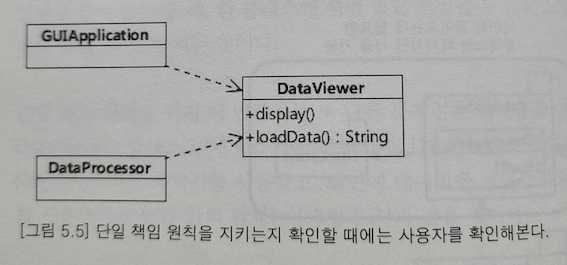 GUIApplication
DataViewer
+display()
+loadData() : String
DataProcessor
[그림 5.5] 단일 책임 원칙을 지키는지 확인할 때에는 사용자를 확인해본다.